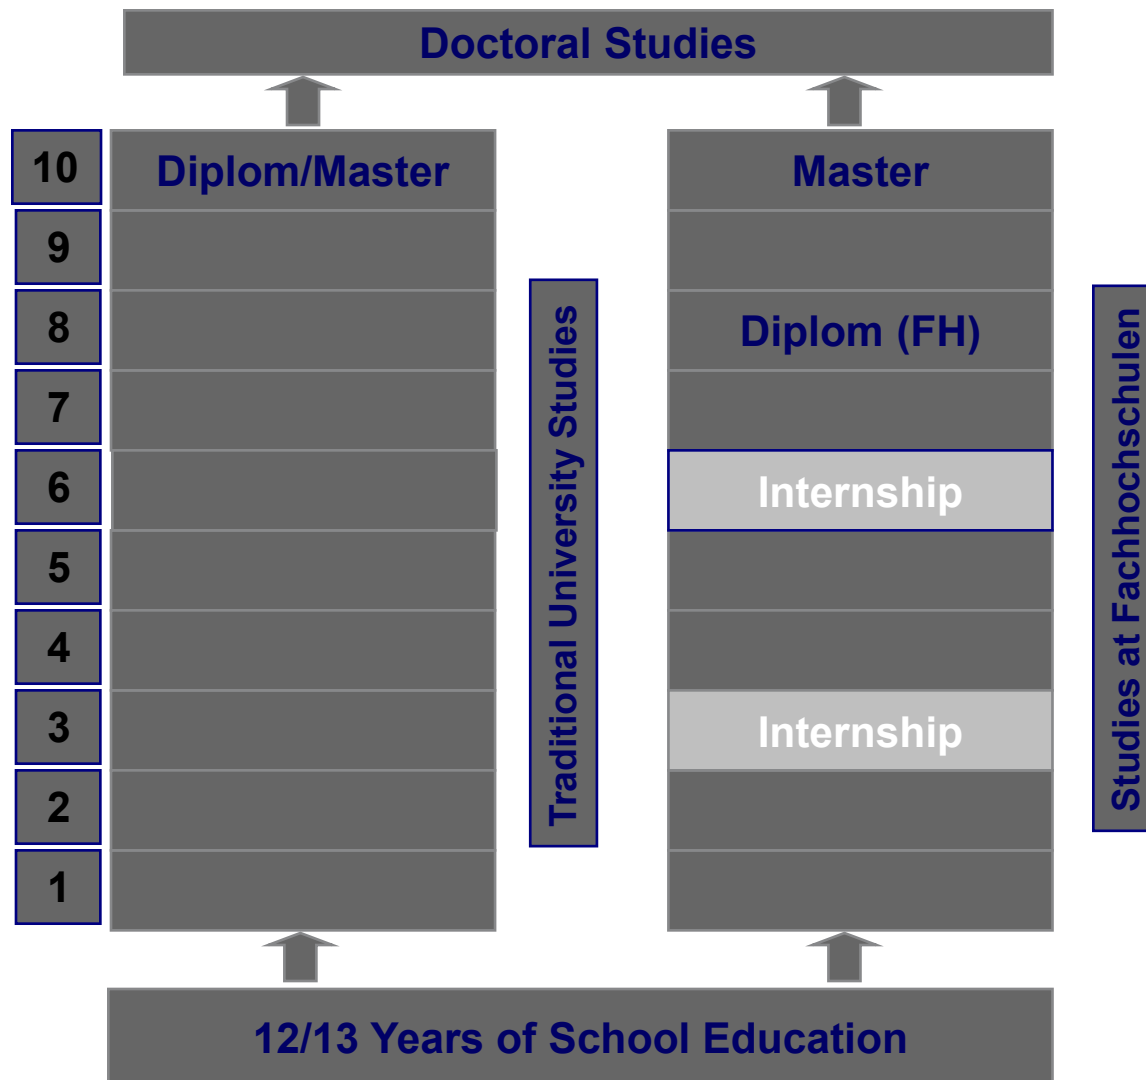 Doctoral Studies
10
Diplom/Master
Master
9
8
Diplom (FH)
7
6
Internship
5
4
3
Internship
2
1
Traditional University Studies
Studies at Fachhochschulen
12/13 Years of School Education